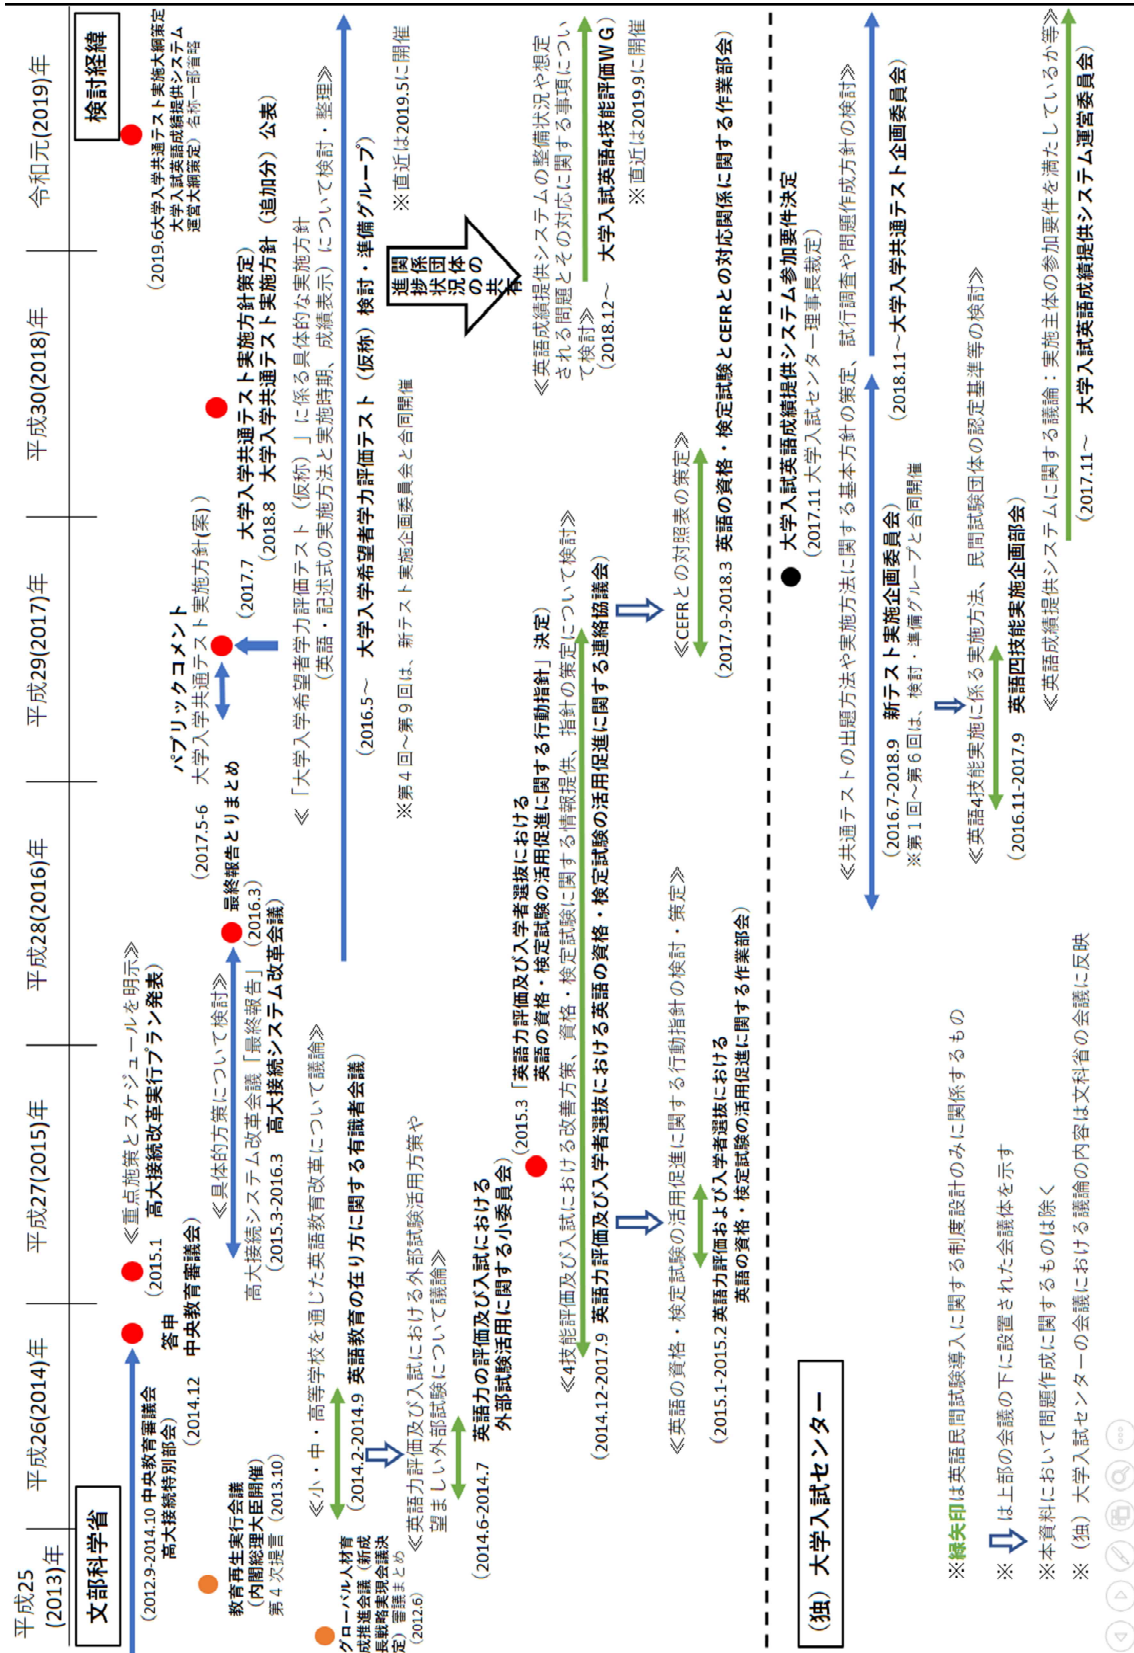 検討経緯
平成25
(2013)年
平成26(2014)年
平成27(2015)年
平成28(2016)年
平成29(2017)年
平成30(2018)年
令和元(2019)年
文部科学省
(2012.9-2014.10 中央教育審議会
高大接続特別部会)
(2014.12
答申
中央教育審議会)
≪重点施策とスケジュールを明示≫
(2015.1 高大接続改革実行プラン発表)
教育再生実行会議
(内閣総理大臣開催)
第4次提言 (2013.10)
≪具体的方策について検討≫
高大接続システム改革会議「最終報告」
(2015.3-2016.3 高大接続システム改革会議)
最終報告とりまとめ
(2016.3)
パブリックコメント
(2017.5-6 大学入学共通テスト実施方針(案))
(2017.7 大学入学共通テスト実施方針策定)
(2018.8 大学入学共通テスト実施方針(追加分)公表)
(2019.6大学入学共通テスト実施大綱策定
大学入試英語成績提供システム
運営大綱策定)名称一部省略
グローバル人材育
成推進会議(新成
長戦略実現会議決
定)審議まとめ
(2012.6)
≪小・中・高等学校を通じた英語教育改革について議論≫
(2014.2-2014.9 英語教育の在り方に関する有識者会議)
≪「大学入学希望者学力評価テスト(仮称)」に係る具体的な実施方針
(英語・記述式の実施方法と実施時期、成績表示)について検討・整理≫
(2016.5~ 大学入学希望者学力評価テスト(仮称)検討・準備グループ)
※第4回~第9回は、新テスト実施企画委員会と合同開催
※直近は2019.5に開催
関係団体の
進捗状況の共有
≪英語力評価及び入試における外部試験活用方策や
望ましい外部試験について議論≫
(2014.6-2014.7 英語力の評価及び入試における
外部試験活用に関する小委員会)
(2015.3 「英語力評価及び入学者選抜における
英語の資格・検定試験の活用促進に関する行動指針」決定)
≪4技能評価及び入試における改善方策、資格・検定試験に関する情報提供、指針の策定について検討≫
(2014.12-2017.9 英語力評価及び入学者選抜における英語の資格・検定試験の活用促進に関する連絡協議会)
≪英語成績提供システムの整備状況や想定
される問題とその対応に関する事項につい
て検討≫
(2018.12~ 大学入試英語4技能評価WG)
※直近は2019.9に開催
≪英語の資格・検定試験の活用促進に関する行動指針の検討・策定≫
(2015.1-2015.2 英語力評価および入学者選抜における
英語の資格・検定試験の活用促進に関する作業部会)
≪CEFRとの対照表の策定≫
(2017.9-2018.3 英語の資格・検定試験とCEFRとの対応関係に関する作業部会)
(独)大学入試センター
大学入試英語成績提供システム参加要件決定
(2017.11 大学入試センター理事長裁定)
≪共通テストの出題方法や実施方法に関する基本方針の策定、試行調査や問題作成方針の検討≫
(2016.7-2018.9 新テスト実施企画委員会)
※第1回~第6回は、検討・準備グループと合同開催
(2018.11~大学入学共通テスト企画委員会)
≪英語4技能実施に係る実施方法、民間試験団体の認定基準等の検討≫
(2016.11-2017.9 英語四技能実施企画部会)
≪英語成績提供システムに関する議論：実施主体の参加要件を満たしているか等≫
(2017.11~ 大学入試英語成績提供システム運営委員会)
※緑矢印は英語民間試験導入に関する制度設計のみに関係するもの
※ は上部の会議の下に設置された会議体を示す
※本資料において問題作成に関するものは除く
※(独)大学入試センターの会議における議論の内容は文科省の会議に反映